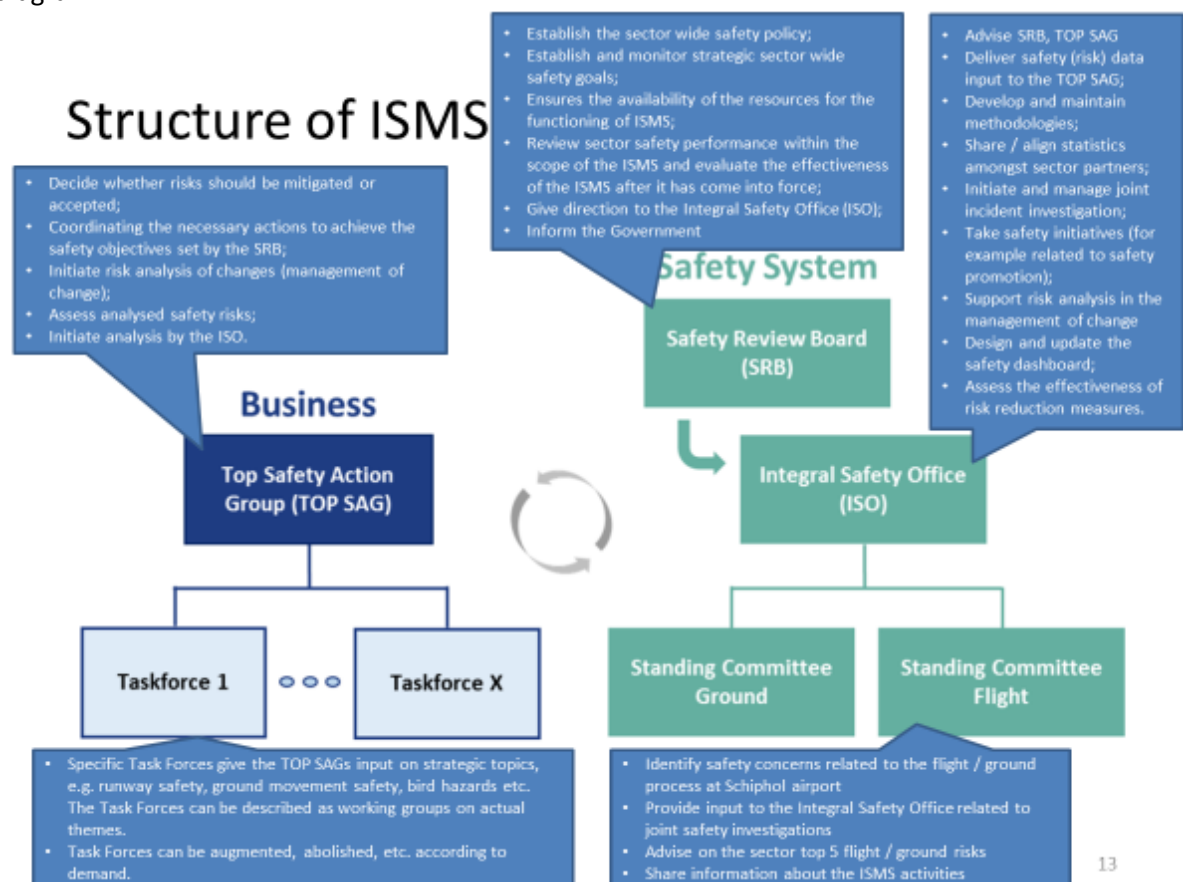 Structure of ISMS
• Decide whether risks should be mitigated or
accepted;
• Coordinating the necessary actions to achieve the
safety objectives set by the SRB;
• Initiate risk analysis of changes (management of
change);
• Assess analysed safety risks;
• Initiate analysis by the ISO.
• Establish the sector wide safety policy;
• Establish and monitor strategic sector wide
safety goals;
• Ensures the availability of the resources for the
functioning of ISMS;
• Review sector safety performance within the
scope of the ISMS and evaluate the effectiveness
of the ISMS after it has come into force;
• Give direction to the Integral Safety Office (ISO);
• Inform the Government
• Advise SRB, TOP SAG
• Deliver safety (risk) data
input to the TOP SAG;
• Develop and maintain
methodologies;
• Share / align statistics
amongst sector partners;
• Initiate and manage joint
incident investigation;
• Take safety initiatives (for
example related to safety
promotion);
• Support risk analysis in the
management of change
• Design and update the
safety dashboard;
• Assess the effectiveness of
risk reduction measures.
Business
Safety System
Safety Review Board
(SRB)
Top Safety Action
Group (TOP SAG)
Integral Safety Office
(ISO)
Taskforce 1
Taskforce X
Standing Committee
Ground
Standing Committee
Flight
• Specific Task Forces give the TOP SAGs input on strategic topics,
e.g. runway safety, ground movement safety, bird hazards etc.
The Task Forces can be described as working groups on actual
themes.
• Task Forces can be augmented, abolished, etc. according to
demand.
• Identify safety concerns related to the flight / ground
process at Schiphol airport
• Provide input to the Integral Safety Office related to
joint safety investigations
• Advise on the sector top 5 flight / ground risks
• Share information about the ISMS activities
13